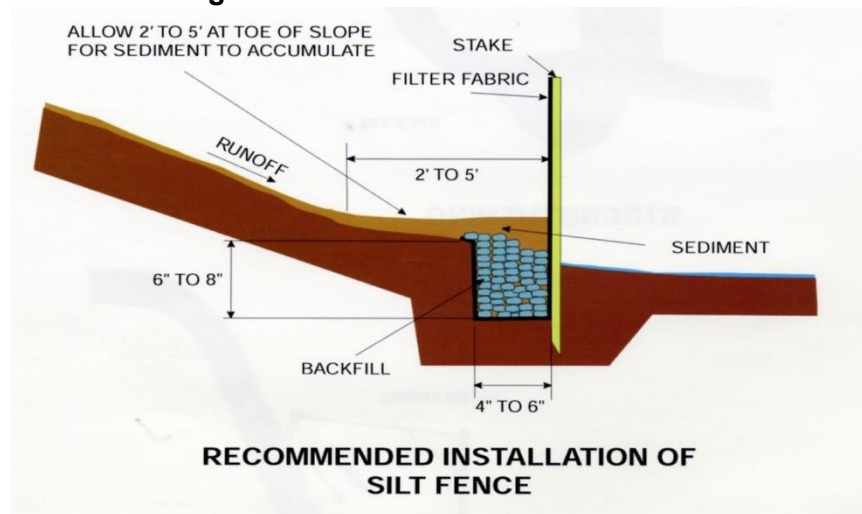 ALLOW 2' TO 5' AT TOE OF SLOPE
FOR SEDIMENT TO ACCUMULATE
STAKE
FILTER FABRIC
RUNOFF
2' TO 5'
SEDIMENT
6" TO 8"
BACKFILL
4" TO 6"
RECOMMENDED INSTALLATION OF
SILT FENCE